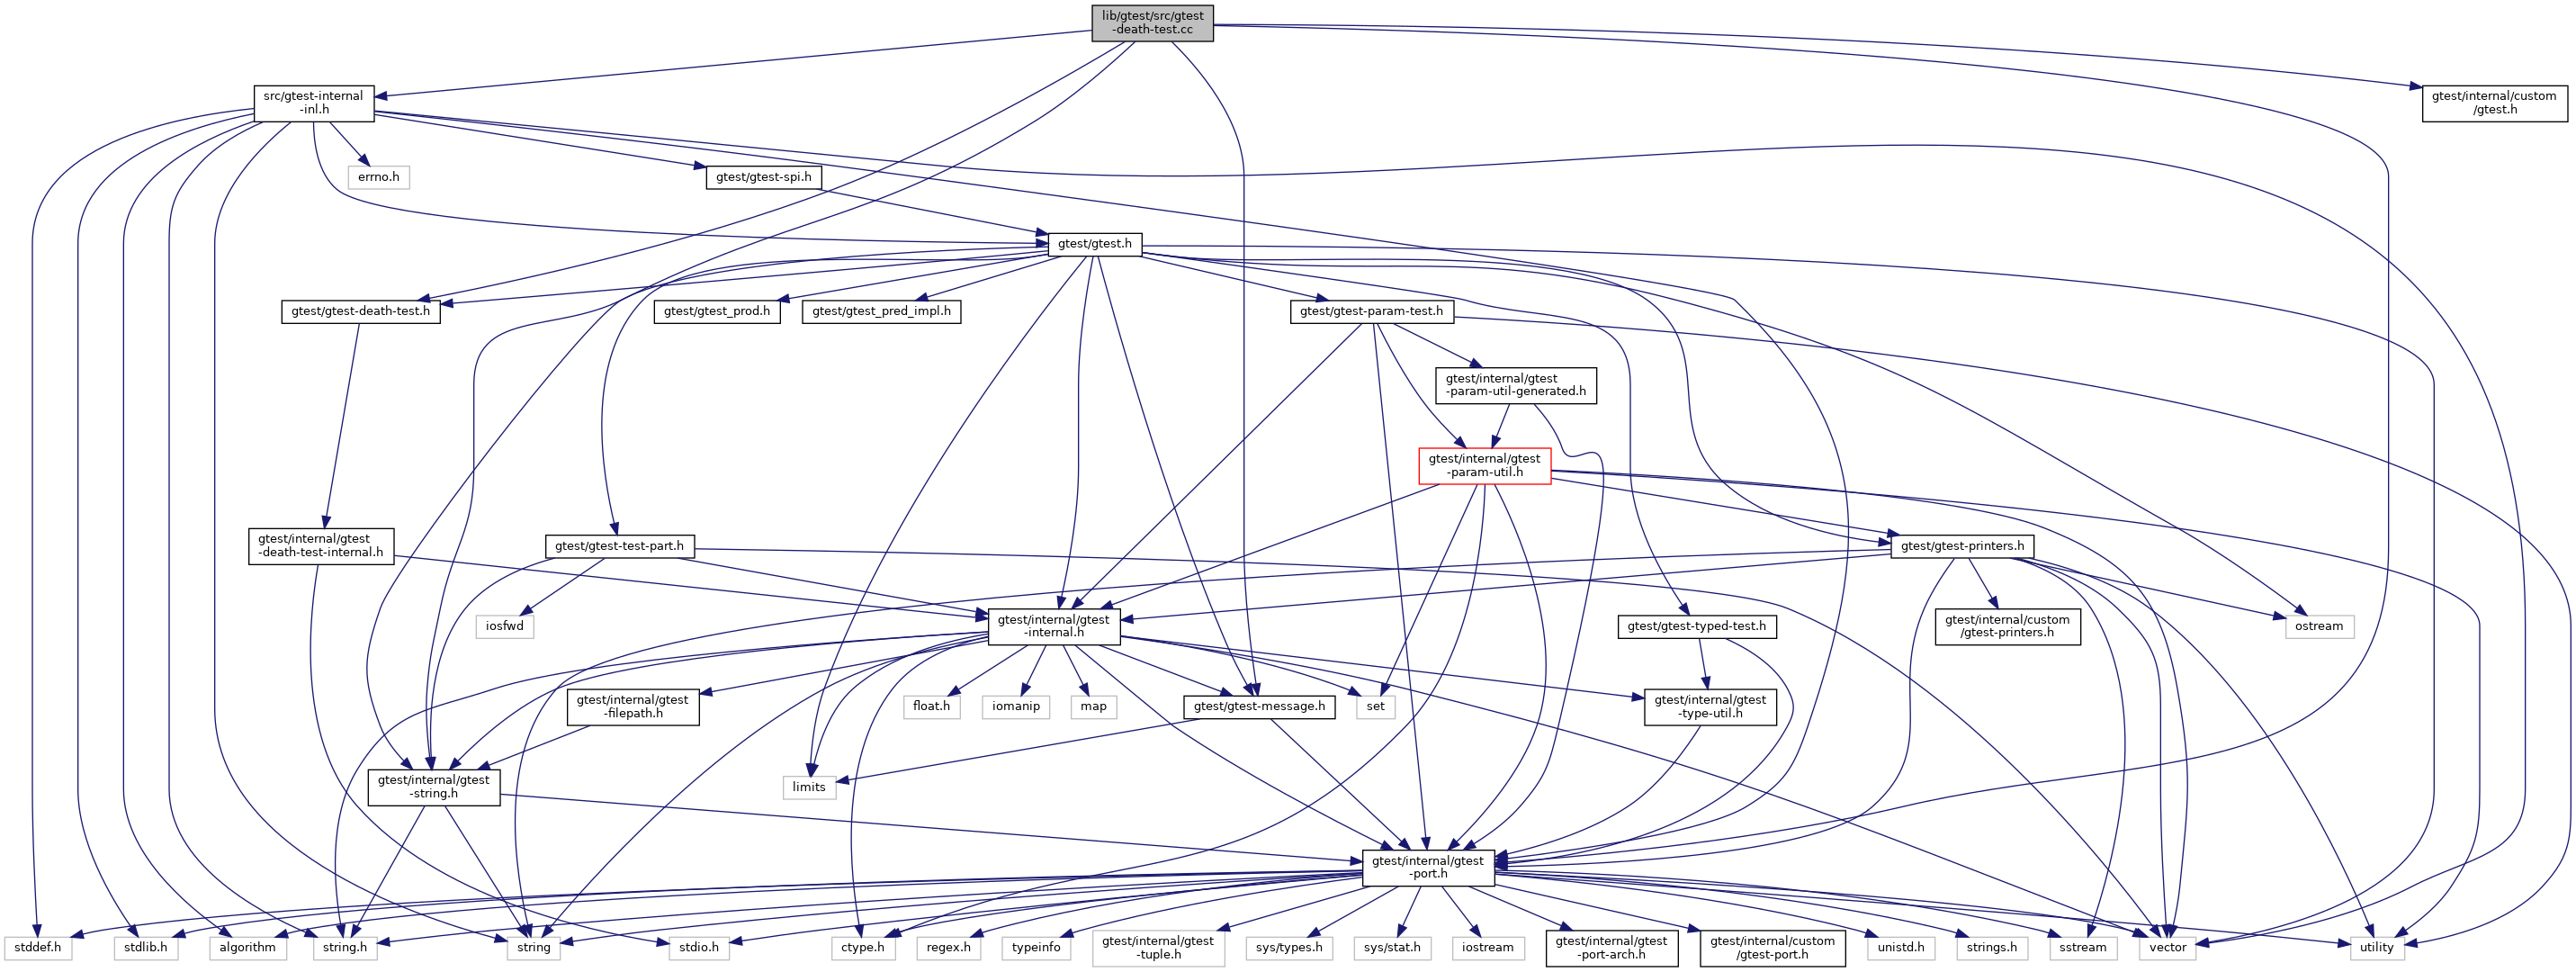 lib/gtest/src/gtest
-death-test.cc
src/gtest-internal
-inl.h
gtest/internal/custom
/gtest.h
errno.h
gtest/gtest-spi.h
gtest/gtest.h
gtest/gtest-death-test.h
gtest/gtest_prod.h
gtest/gtest_pred_impl.h
gtest/gtest-param-test.h
gtest/internal/gtest
-param-util-generated.h
gtest/internal/gtest
-param-util.h
gtest/internal/gtest
-death-test-internal.h
gtest/gtest-test-part.h
gtest/gtest-printers.h
iosfwd
gtest/internal/gtest
-internal.h
gtest/gtest-typed-test.h
gtest/internal/custom
/gtest-printers.h
ostream
gtest/internal/gtest
-filepath.h
float.h
iomanip
map
gtest/gtest-message.h
set
gtest/internal/gtest
-type-util.h
gtest/internal/gtest
-string.h
limits
gtest/internal/gtest
-port.h
stddef.h
stdlib.h
algorithm
string.h
string
stdio.h
ctype.h
regex.h
typeinfo
gtest/internal/gtest
-tuple.h
sys/types.h
sys/stat.h
iostream
gtest/internal/gtest
-port-arch.h
gtest/internal/custom
/gtest-port.h
unistd.h
strings.h
sstream
vector
utility